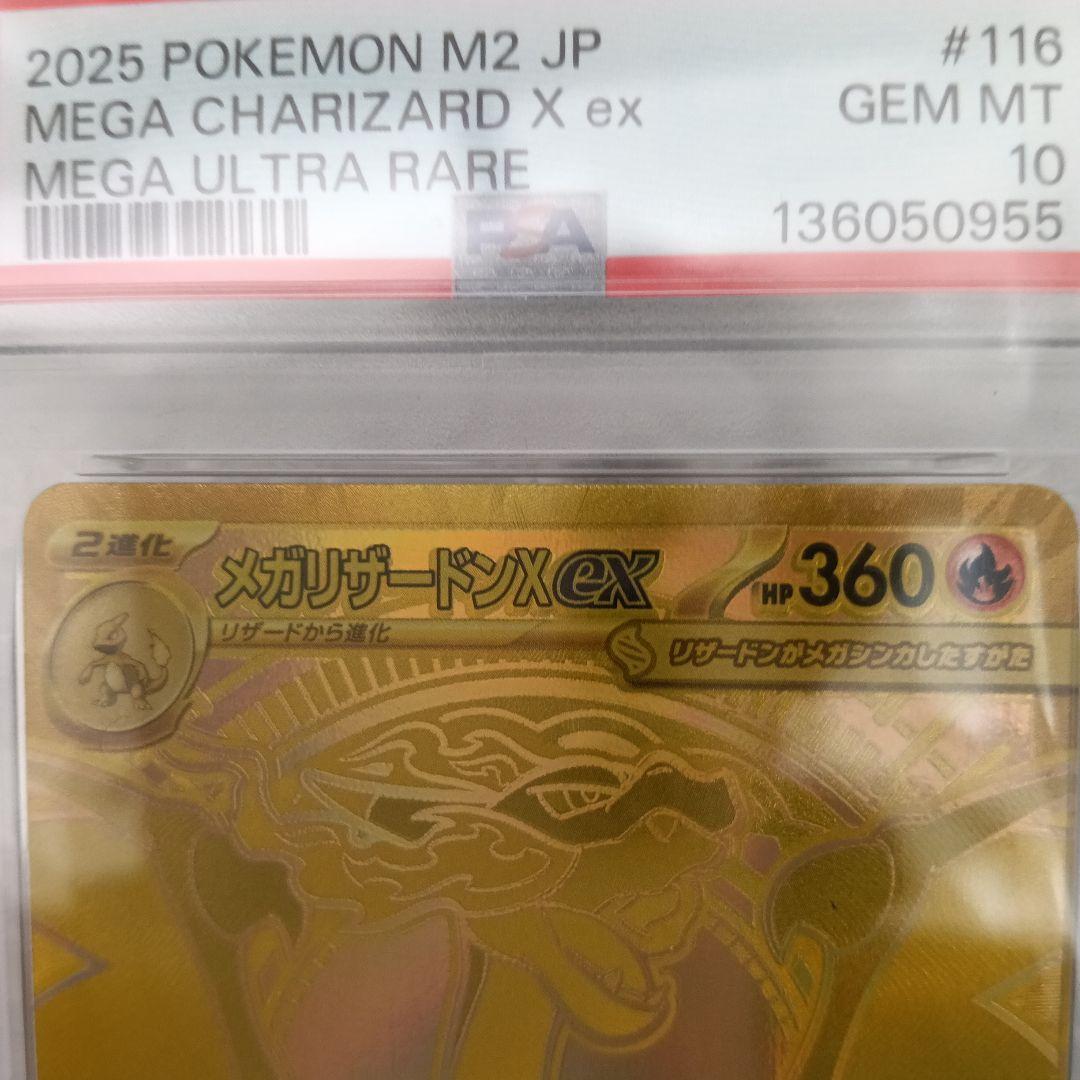 2025 POKEMON M2 JP #116
MEGA CHARIZARD X ex GEM MT
MEGA ULTRA RARE 10
136050955
PSA
2進化
メガリザードンXex HP 360
リザードから進化
リザードンがメガシンカしたすがた